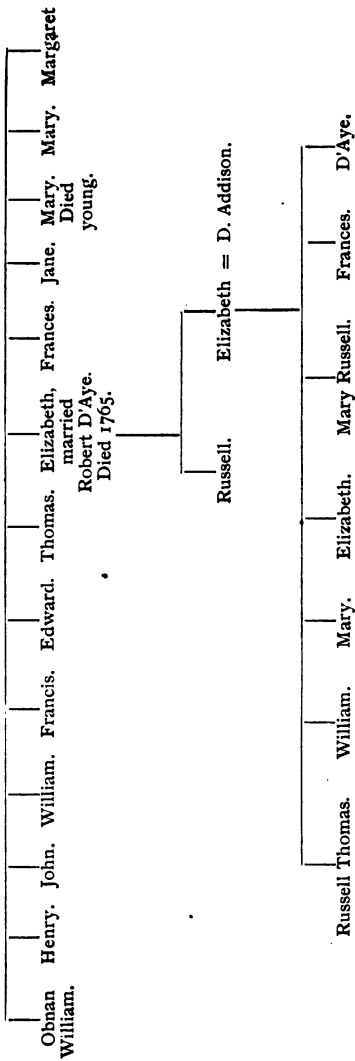 Obnan William.
Henry.
John.
William.
Francis.
Edward.
Thomas.
Elizabeth, married Robert D'Aye. Died 1765.
Frances.
Jane.
Mary. Died young.
Mary.
Margaret
Russell.
Elizabeth = D. Addison.
Russell Thomas.
William.
Mary.
Elizabeth.
Mary Russell.
Frances.
D'Aye.